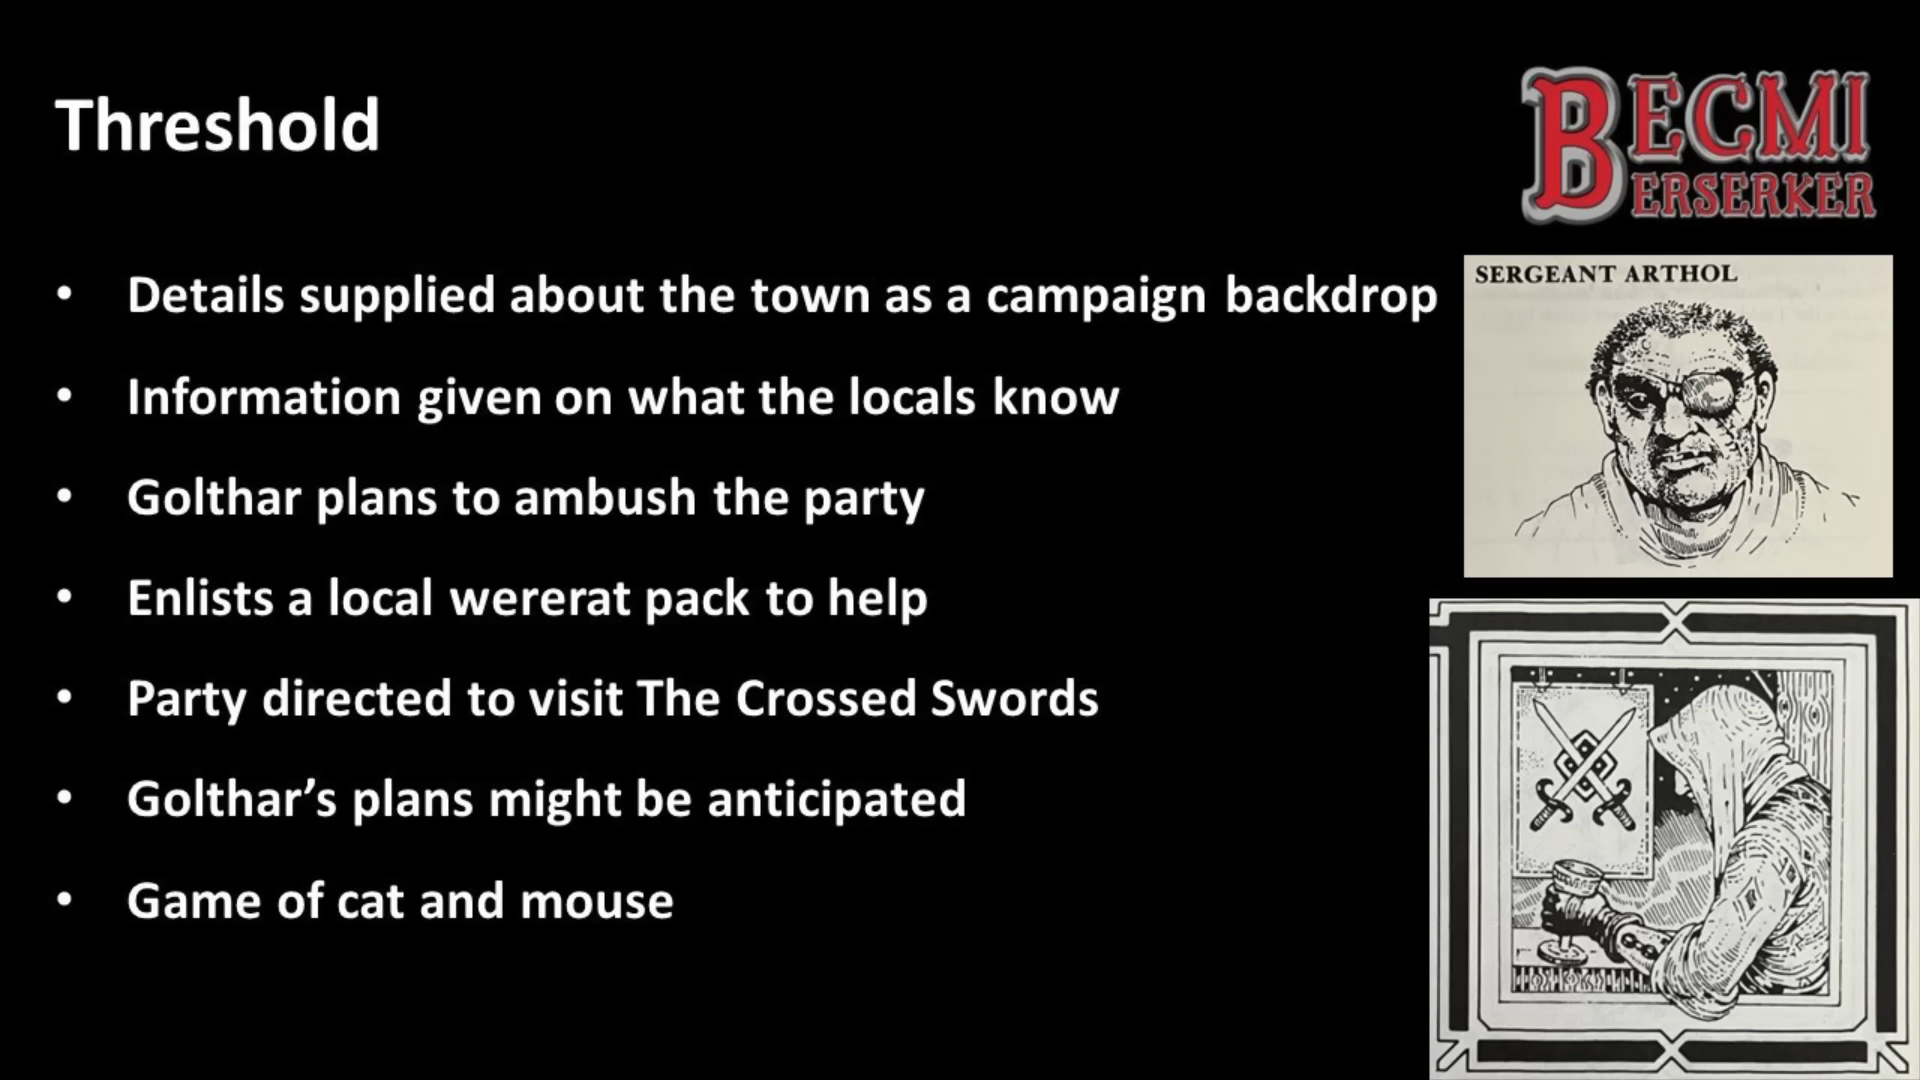 Threshold
BECMI
BERSERKER
• Details supplied about the town as a campaign backdrop
• Information given on what the locals know
• Golthar plans to ambush the party
• Enlists a local wererat pack to help
• Party directed to visit The Crossed Swords
• Golthar’s plans might be anticipated
• Game of cat and mouse
SERGEANT ARTHOL